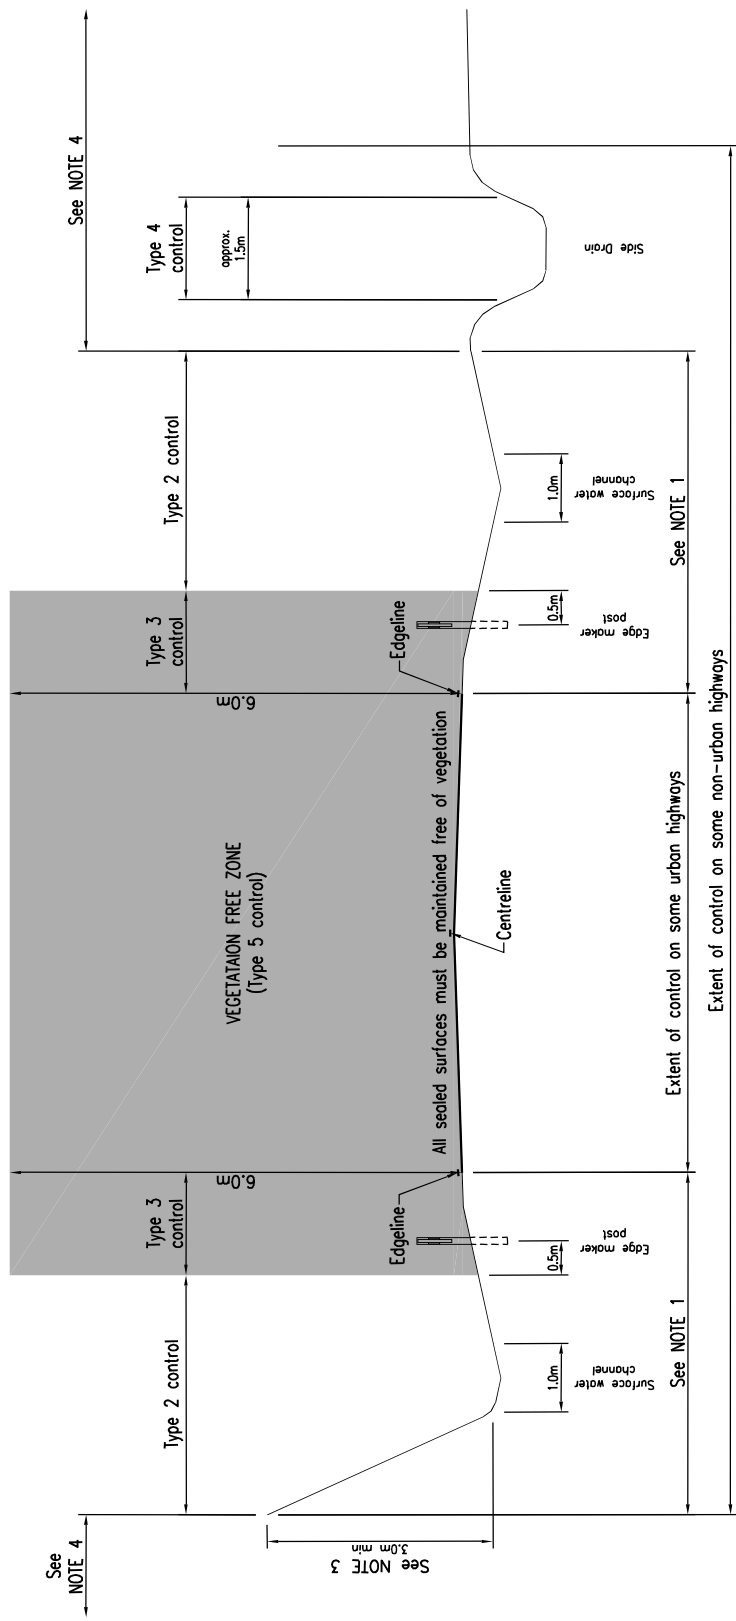 See
NOTE 4
See NOTE 4
Type 4
control
approx.
1.5m
Type 2 control
Type 3
control
Type 3
control
Type 2 control
6.0m
6.0m
VEGETATAION FREE ZONE
(Type 5 control)
All sealed surfaces must be maintained free of vegetation
Edgeline
Edgeline
Centreline
See NOTE 3
3.0m min
1.0m
Surface water
channel
0.5m
Edge maker
post
0.5m
Edge maker
post
1.0m
Surface water
channel
Side Drain
See NOTE 1
Extent of control on some urban highways
See NOTE 1
Extent of control on some non-urban highways